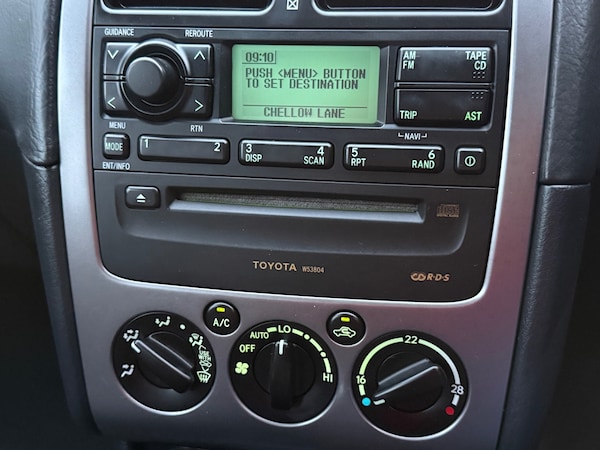 GUIDANCE REROUTE
09:10
PUSH <MENU> BUTTON
TO SET DESTINATION
CHELLOW LANE
AM
FM
TAPE
CD
TRIP AST
MENU RTN
MODE
ENT/INFO
1 2
3 4
DISP SCAN
NAVI
5 6
RPT RAND
TOYOTA W53804
R·D·S
A/C
OFF AUTO LO HI
16 22 28